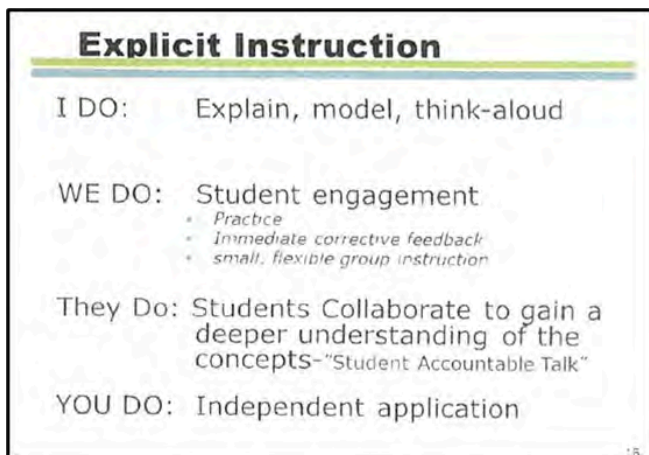 Explicit Instruction
I DO: Explain, model, think-aloud
WE DO: Student engagement
• Practice
• Immediate corrective feedback
• small, flexible group instruction
They Do: Students Collaborate to gain a
deeper understanding of the
concepts-"Student Accountable Talk"
YOU DO: Independent application